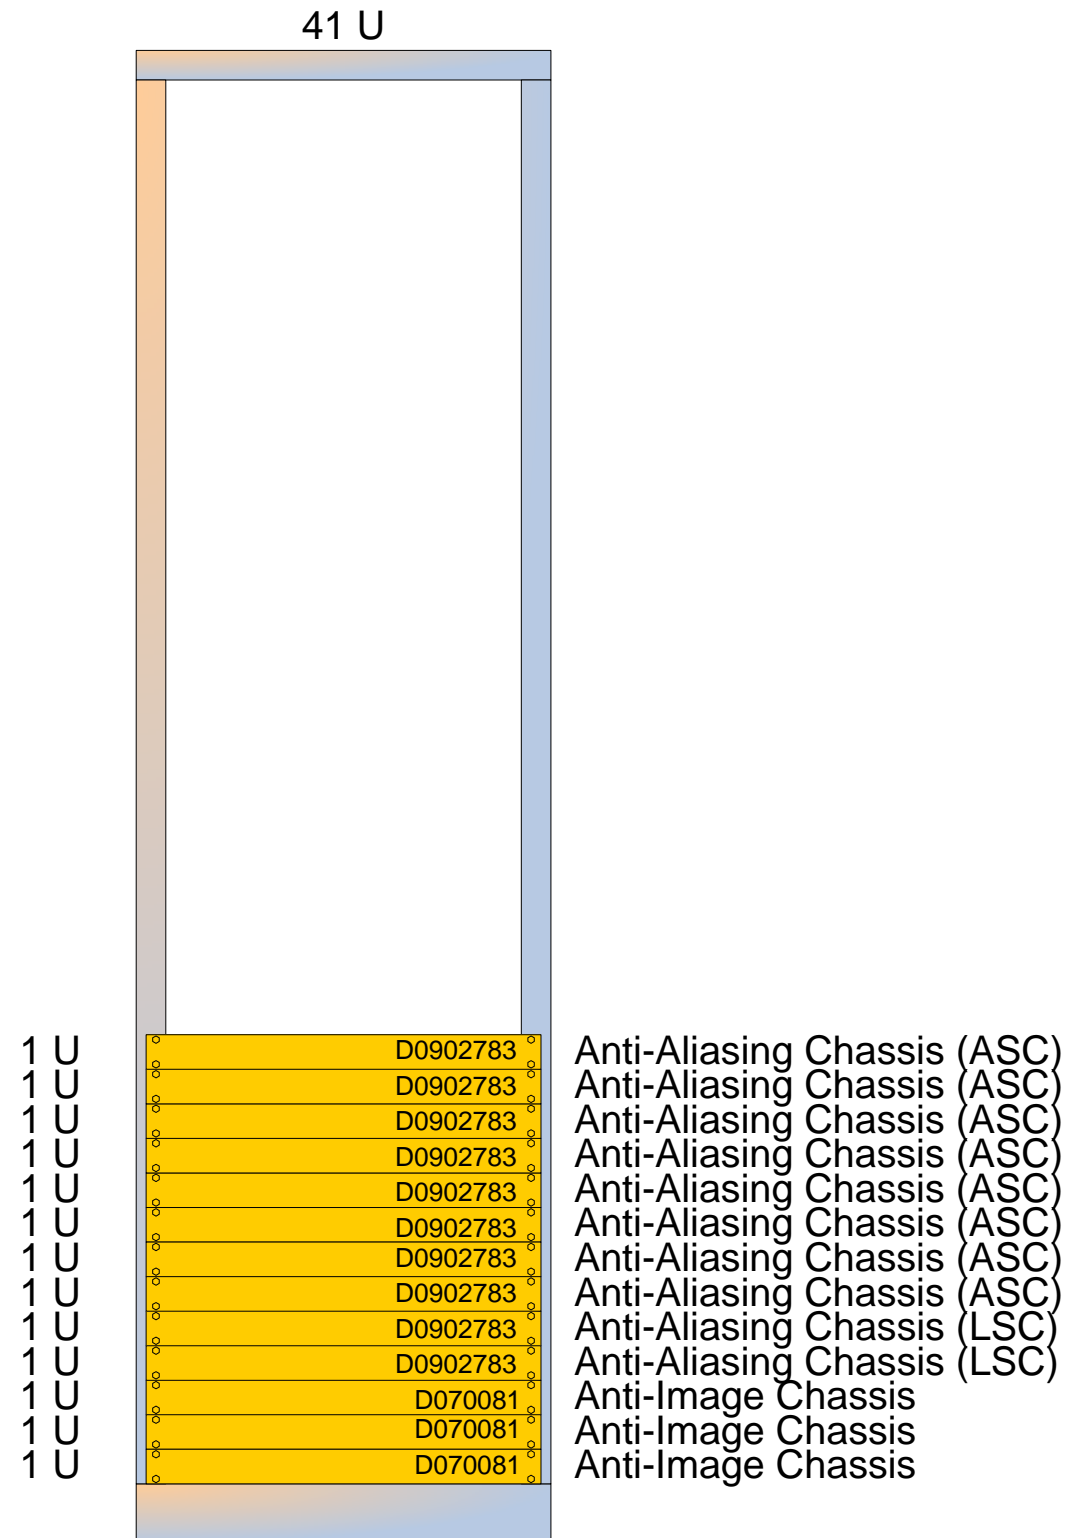 41 U
1 U D0902783 Anti-Aliasing Chassis (ASC)
1 U D0902783 Anti-Aliasing Chassis (ASC)
1 U D0902783 Anti-Aliasing Chassis (ASC)
1 U D0902783 Anti-Aliasing Chassis (ASC)
1 U D0902783 Anti-Aliasing Chassis (ASC)
1 U D0902783 Anti-Aliasing Chassis (ASC)
1 U D0902783 Anti-Aliasing Chassis (ASC)
1 U D0902783 Anti-Aliasing Chassis (ASC)
1 U D0902783 Anti-Aliasing Chassis (LSC)
1 U D0902783 Anti-Aliasing Chassis (LSC)
1 U D070081 Anti-Image Chassis
1 U D070081 Anti-Image Chassis
1 U D070081 Anti-Image Chassis